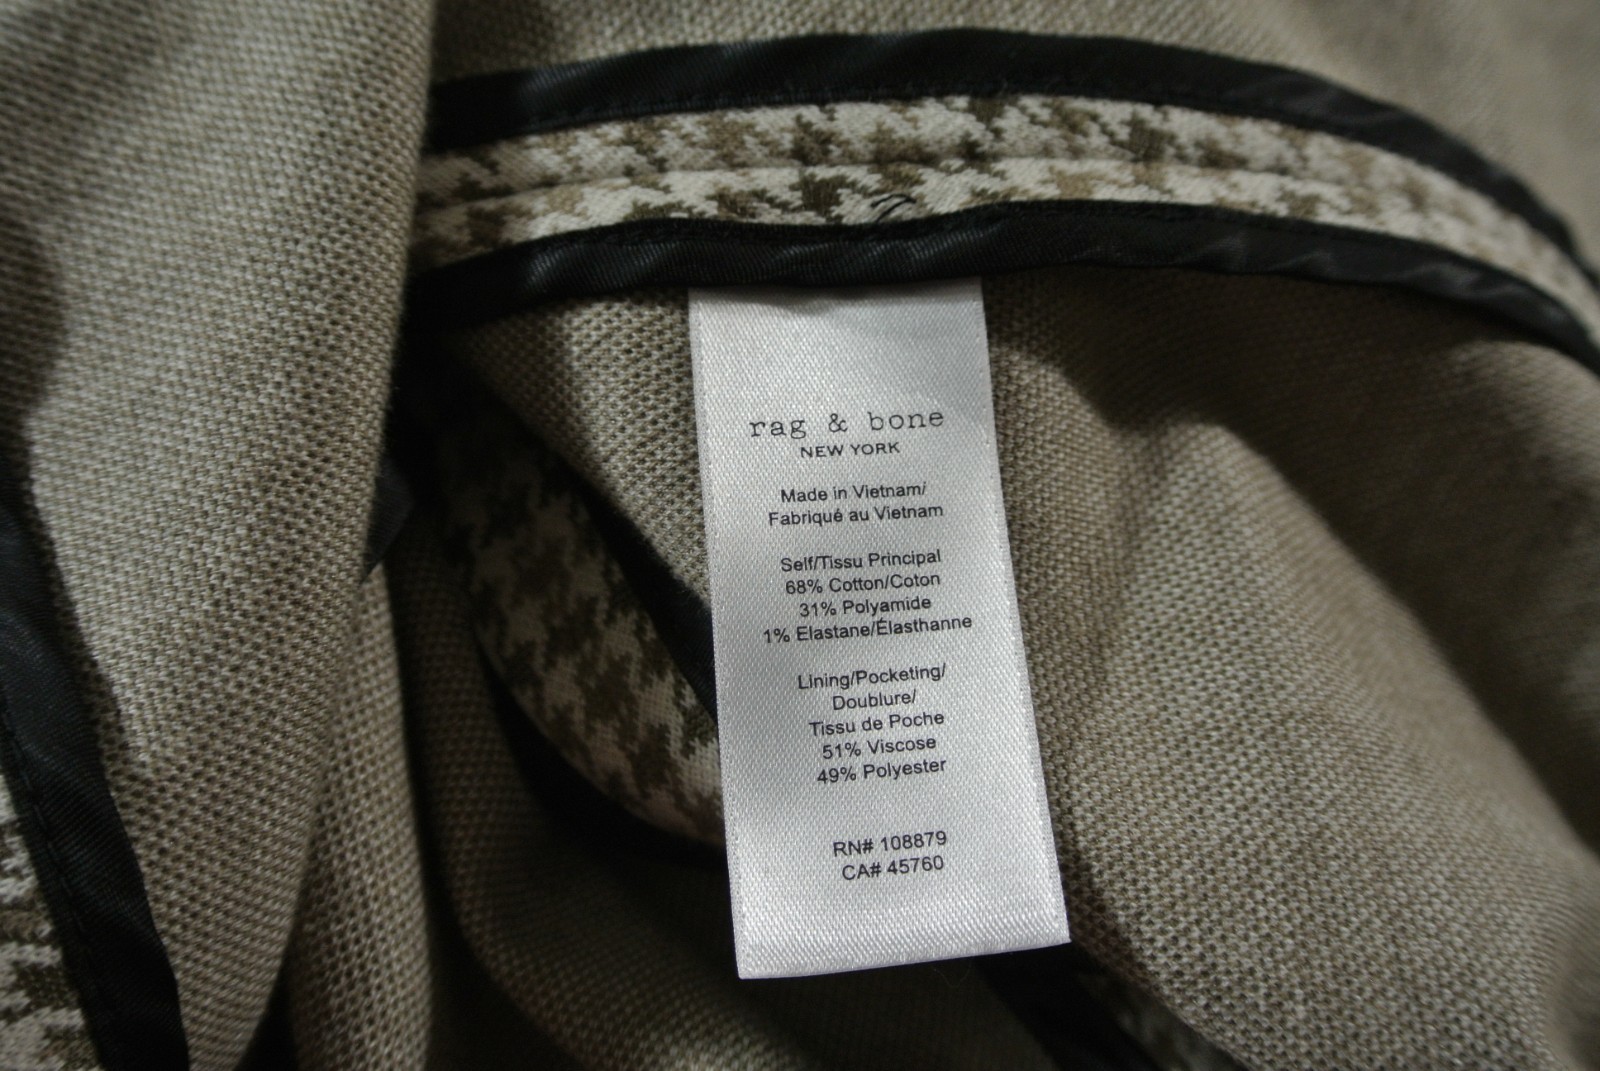 rag & bone
NEW YORK
Made in Vietnam/
Fabriqué au Vietnam
Self/Tissu Principal
68% Cotton/Coton
31% Polyamide
1% Elastane/Élasthanne
Lining/Pocketing/
Doublure/
Tissu de Poche
51% Viscose
49% Polyester
RN# 108879
CA# 45760